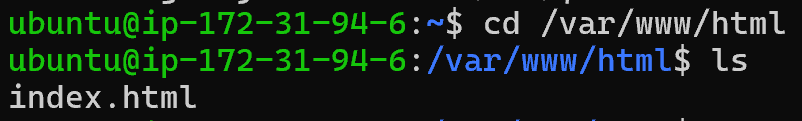 ubuntu@ip-172-31-94-6:~$ cd /var/www/html
ubuntu@ip-172-31-94-6:/var/www/html$ ls
index.html